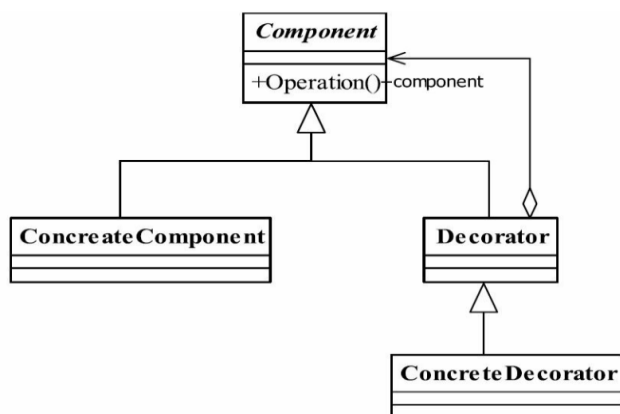 Component
+Operation()
-component
ConcreateComponent
Decorator
ConcreteDecorator